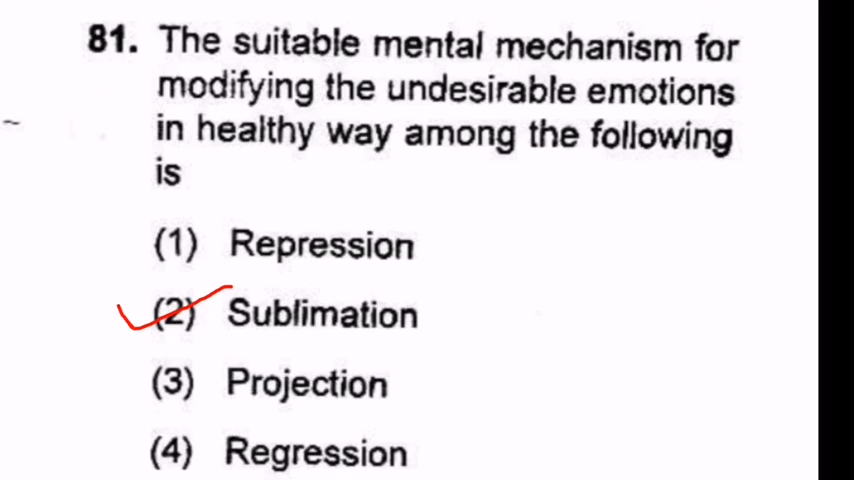 81. The suitable mental mechanism for
modifying the undesirable emotions
in healthy way among the following
is
(1) Repression
(2) Sublimation
(3) Projection
(4) Regression